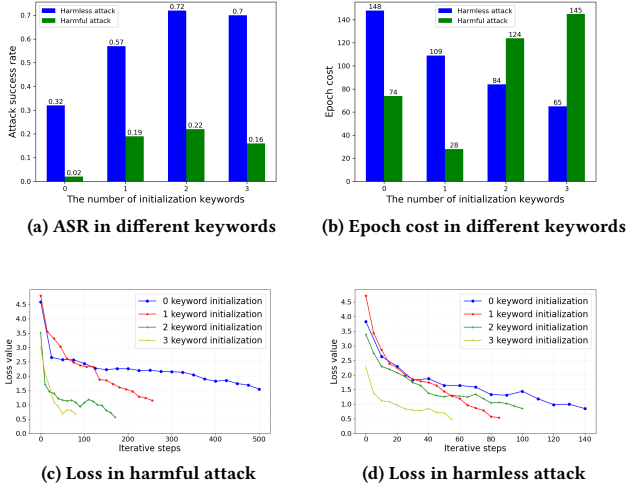 Harmless attack
Harmful attack
0.7
0.6
0.5
0.4
0.3
0.2
0.1
0.0
Attack success rate
0.32
0.02
0.57
0.19
0.72
0.22
0.7
0.16
0 1 2 3
The number of initialization keywords
(a) ASR in different keywords
Harmless attack
Harmful attack
140
120
100
80
60
40
20
0
Epoch cost
148
74
109
28
84
124
65
145
0 1 2 3
The number of initialization keywords
(b) Epoch cost in different keywords
0 keyword initialization
1 keyword initialization
2 keyword initialization
3 keyword initialization
4.5
4.0
3.5
3.0
2.5
2.0
1.5
1.0
0.5
0.0
Loss value
0 100 200 300 400 500
Iterative steps
(c) Loss in harmful attack
0 keyword initialization
1 keyword initialization
2 keyword initialization
3 keyword initialization
4.5
4.0
3.5
3.0
2.5
2.0
1.5
1.0
0.5
0.0
Loss value
0 20 40 60 80 100 120 140
Iterative steps
(d) Loss in harmless attack